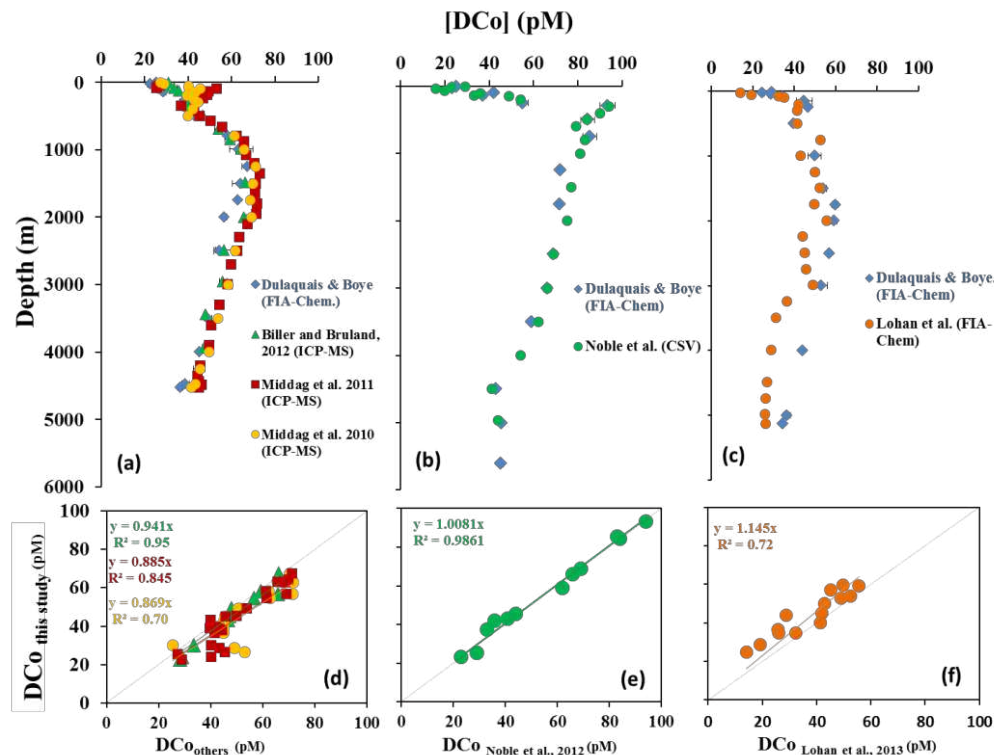 [DCo] (pM)
0 20 40 60 80 100
0 20 40 60 80 100
0 20 40 60 80 100
Depth (m)
0
1000
2000
3000
4000
5000
6000
Dulaquais & Boye
(FIA-Chem.)
Biller and Bruland,
2012 (ICP-MS)
Middag et al. 2011
(ICP-MS)
Middag et al. 2010
(ICP-MS)
(a)
Dulaquais & Boye
(FIA-Chem)
Noble et al. (CSV)
(b)
Dulaquais & Boye.
(FIA-Chem)
Lohan et al. (FIA-
Chem)
(c)
DCo this study (pM)
100
80
60
40
20
0
y = 0.941x
R² = 0.95
y = 0.885x
R² = 0.845
y = 0.869x
R² = 0.70
(d)
0 20 40 60 80 100
DCo others (pM)
y = 1.0081x
R² = 0.9861
(e)
0 20 40 60 80 100
DCo Noble et al., 2012 (pM)
y = 1.145x
R² = 0.72
(f)
0 20 40 60 80 100
DCo Lohan et al., 2013 (pM)